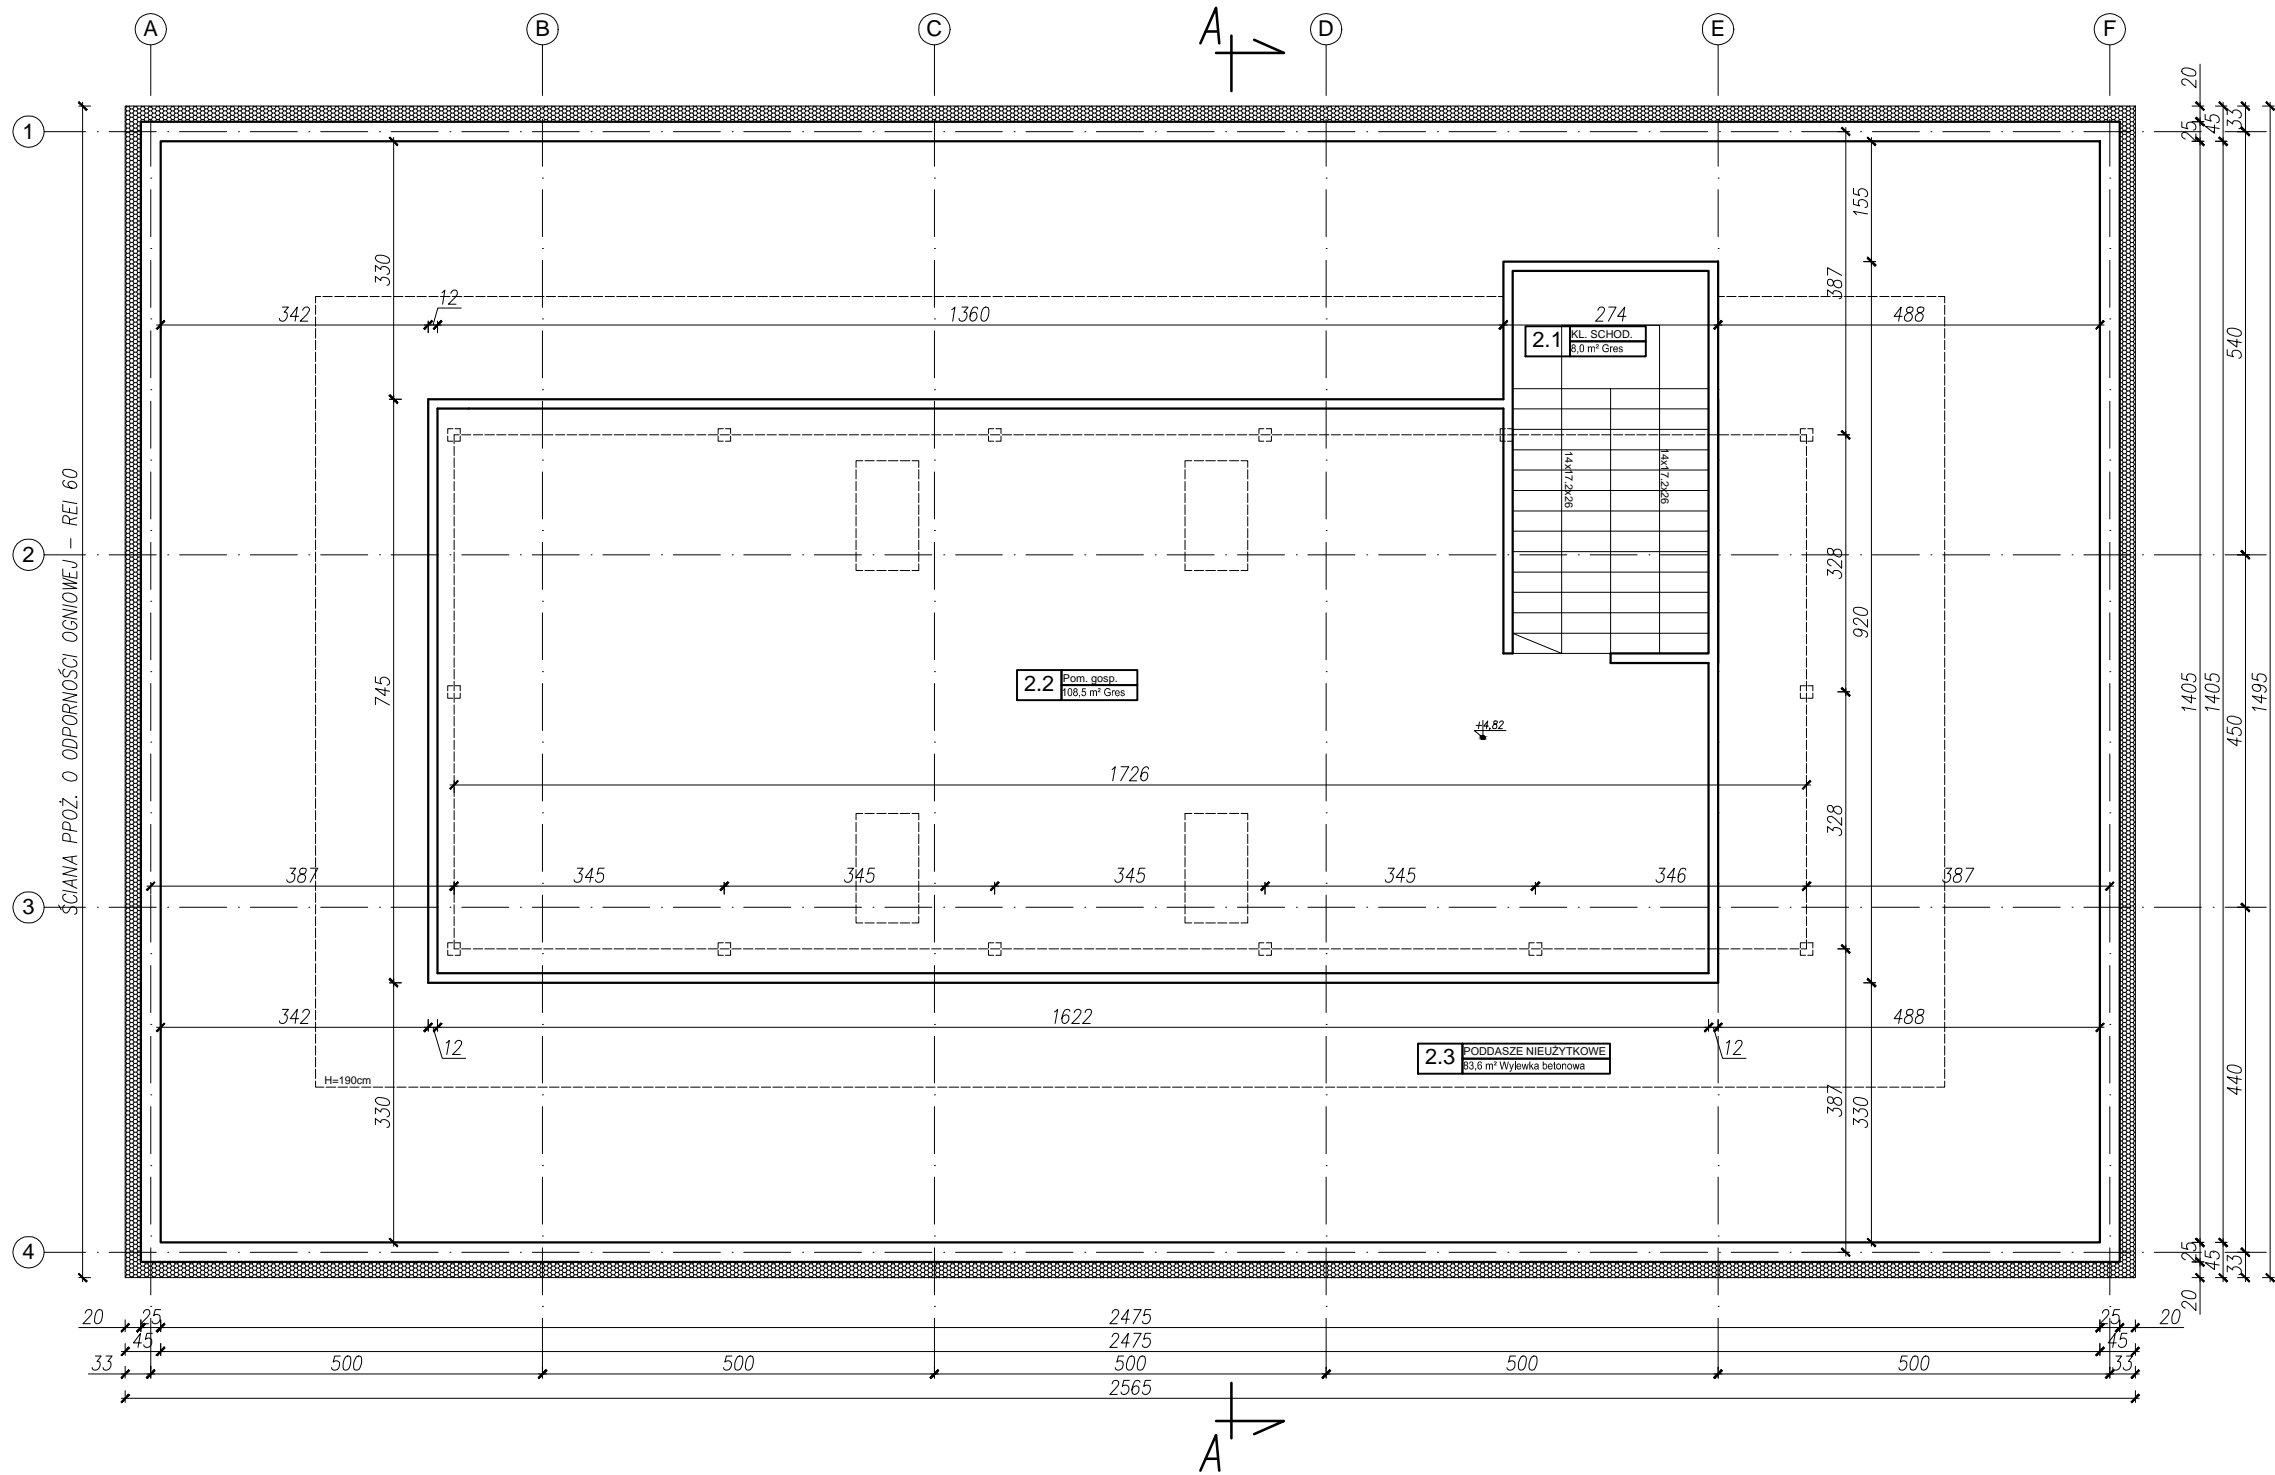 A B C D E F
A
20
1
25 45 33
155
330
387
12
342 1360 274 488
2.1 KL. SCHOD.
8,0 m² Gres
540
14x17.2x26 14x17.2x26
ŚCIANA PPOŻ. O ODPORNOŚCI OGNIOWEJ – REI 60
2
328
920
745
2.2 Pom. gosp.
108,5 m² Gres
1405 1405 1495
+4,82
450
1726
328
387 345 345 345 345 346 387
3
342 1622 488
12 12
2.3 PODDASZE NIEUŻYTKOWE
83,6 m² Wylewka betonowa
H=190cm
330
387 330
440
4
25 45 33
20
20 25 2475 25 20
45 2475 45
33 500 500 500 500 500 33
2565
A